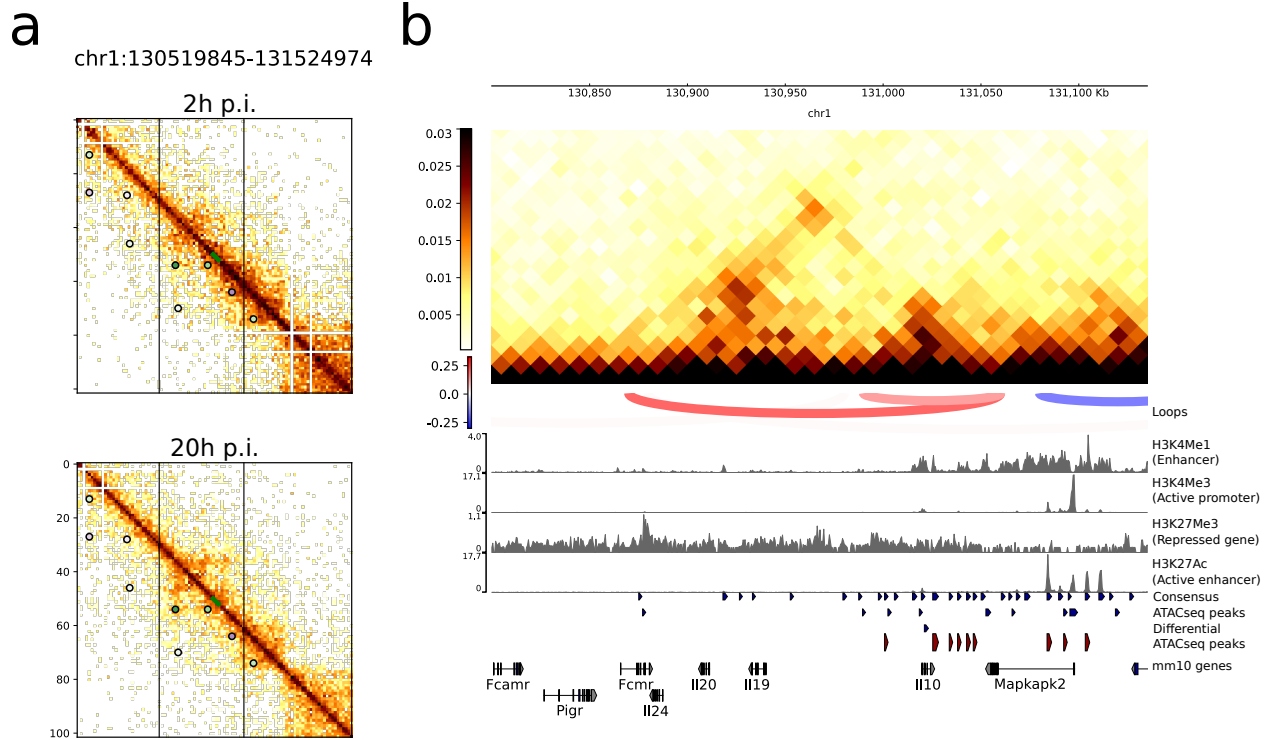 a
b
chr1:130519845-131524974
2h p.i.
20h p.i.
0
20
40
60
80
100
130,850
130,900
130,950
131,000
131,050
131,100 Kb
chr1
0.03
0.025
0.02
0.015
0.01
0.005
0.25
0.0
-0.25
Loops
4.0
0
H3K4Me1
(Enhancer)
17.1
0
H3K4Me3
(Active promoter)
1.1
0
H3K27Me3
(Repressed gene)
17.7
0
H3K27Ac
(Active enhancer)
Consensus
ATACseq peaks
Differential
ATACseq peaks
mm10 genes
Fcamr
Fcmr
Il20
Il19
Il10
Mapkapk2
Pigr
Il24